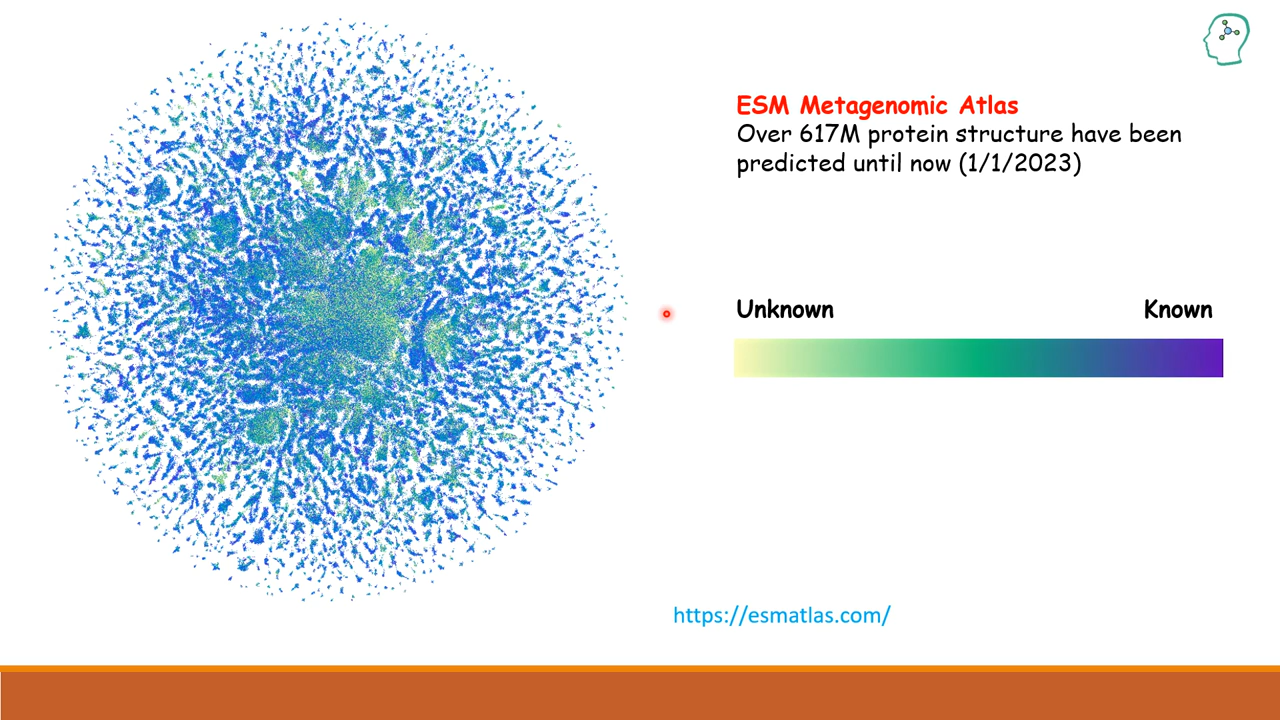 ESM Metagenomic Atlas
Over 617M protein structure have been
predicted until now (1/1/2023)
Unknown Known
https://esmatlas.com/